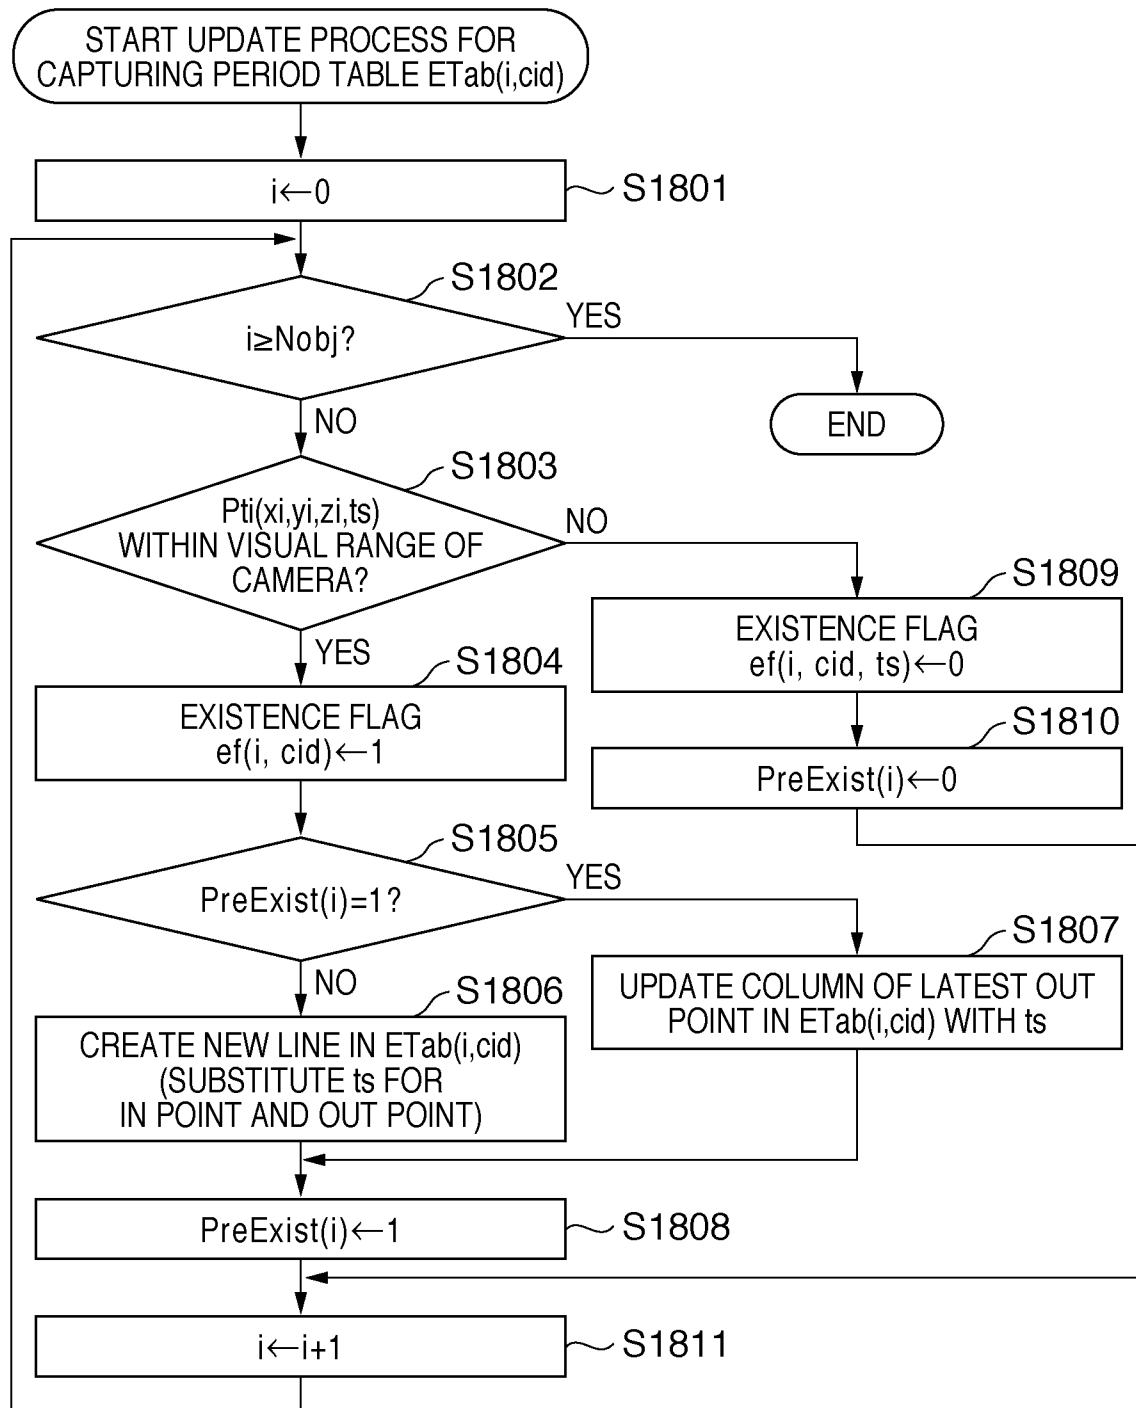 START UPDATE PROCESS FOR
CAPTURING PERIOD TABLE ETab(i,cid)
i←0
S1801
S1802
i≥Nobj?
YES
END
NO
S1803
Pti(xi,yi,zi,ts)
WITHIN VISUAL RANGE OF
CAMERA?
NO
YES
S1809
EXISTENCE FLAG
ef(i, cid, ts)←0
S1804
EXISTENCE FLAG
ef(i, cid)←1
S1810
PreExist(i)←0
S1805
PreExist(i)=1?
YES
NO
S1807
UPDATE COLUMN OF LATEST OUT
POINT IN ETab(i,cid) WITH ts
S1806
CREATE NEW LINE IN ETab(i,cid)
(SUBSTITUTE ts FOR
IN POINT AND OUT POINT)
PreExist(i)←1
S1808
i←i+1
S1811